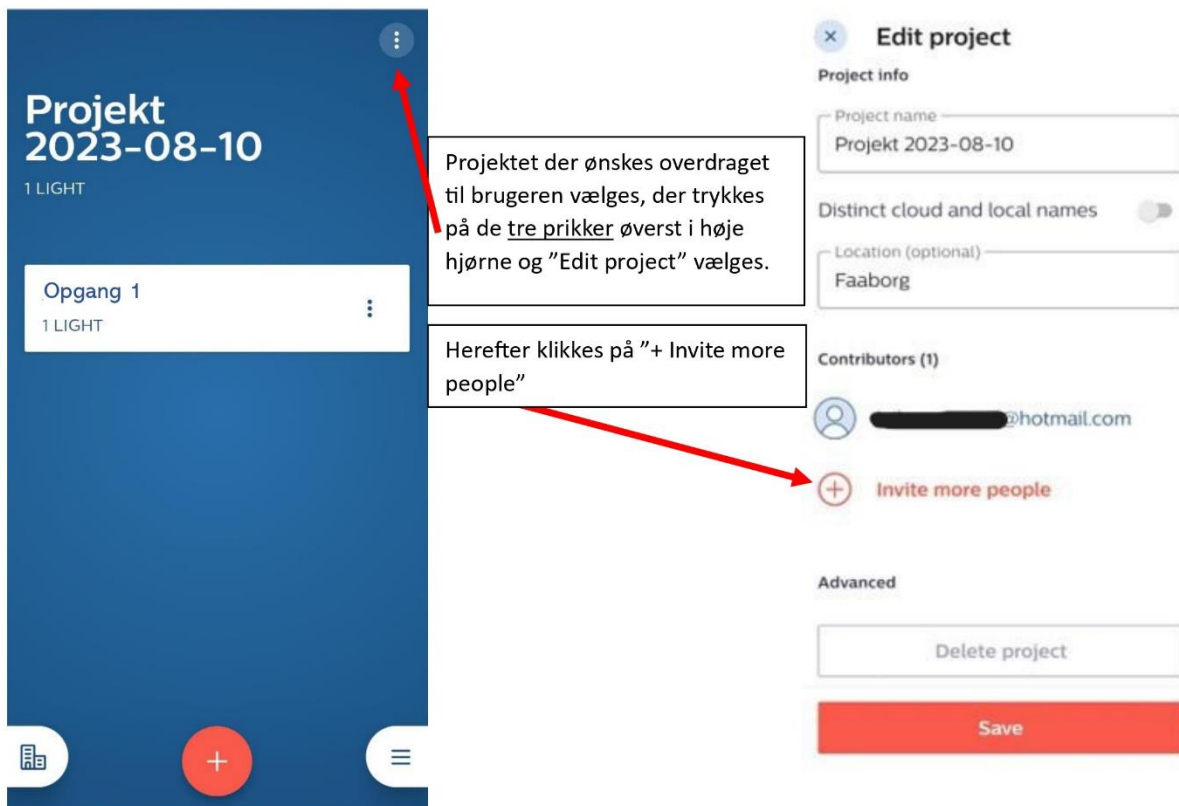 Projekt
2023-08-10
1 LIGHT
Opgang 1
1 LIGHT
Projektet der ønskes overdraget
til brugeren vælges, der trykkes
på de tre prikker øverst i høje
hjørne og ”Edit project” vælges.
Herefter klikkes på ”+ Invite more
people”
Edit project
Project info
Project name
Projekt 2023-08-10
Distinct cloud and local names
Location (optional)
Faaborg
Contributors (1)
@hotmail.com
Invite more people
Advanced
Delete project
Save